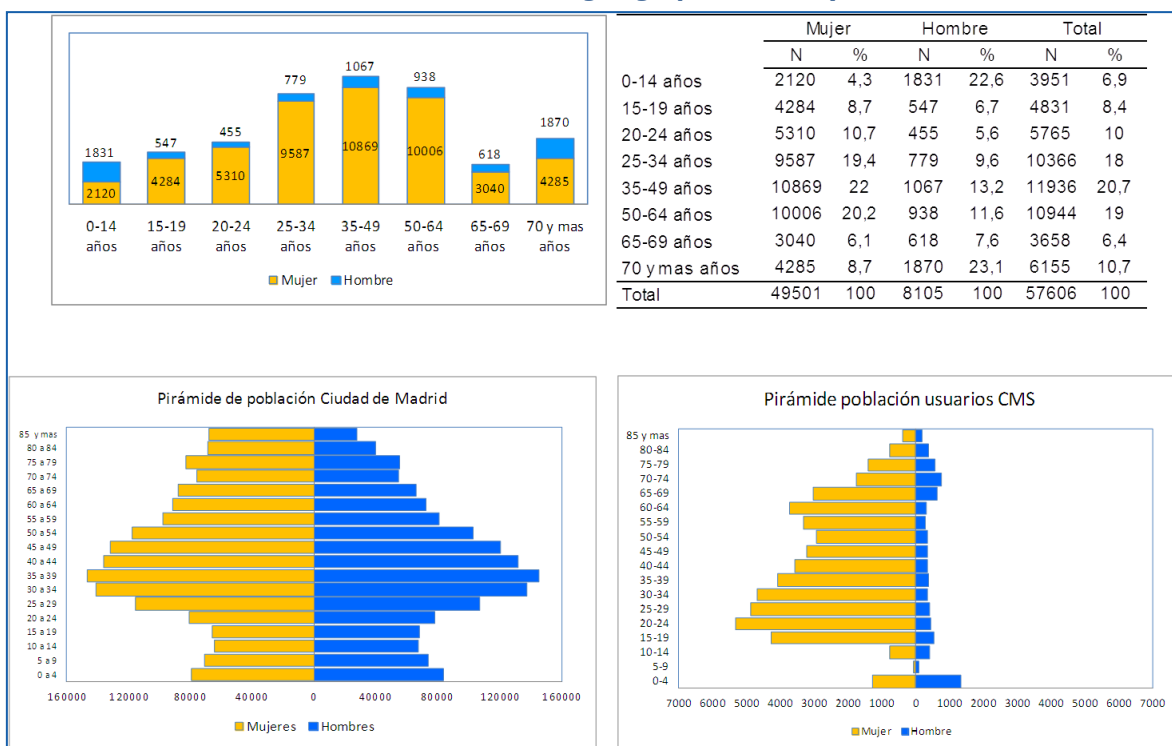 1067
779
938
1870
547
455
618
1831
9587
10869
10006
4284
5310
3040
4285
2120
0-14 15-19 20-24 25-34 35-49 50-64 65-69 70 y mas
años años años años años años años años
Mujer Hombre
Mujer Hombre Total
N % N % N %
0-14 años 2120 4,3 1831 22,6 3951 6,9
15-19 años 4284 8,7 547 6,7 4831 8,4
20-24 años 5310 10,7 455 5,6 5765 10
25-34 años 9587 19,4 779 9,6 10366 18
35-49 años 10869 22 1067 13,2 11936 20,7
50-64 años 10006 20,2 938 11,6 10944 19
65-69 años 3040 6,1 618 7,6 3658 6,4
70 y mas años 4285 8,7 1870 23,1 6155 10,7
Total 49501 100 8105 100 57606 100
Pirámide de población Ciudad de Madrid
85 y mas
80 a 84
75 a 79
70 a 74
65 a 69
60 a 64
55 a 59
50 a 54
45 a 49
40 a 44
35 a 39
30 a 34
25 a 29
20 a 24
15 a 19
10 a 14
5 a 9
0 a 4
160000 120000 80000 40000 0 40000 80000 120000 160000
Mujeres Hombres
Pirámide población usuarios CMS
85 y mas
80-84
75-79
70-74
65-69
60-64
55-59
50-54
45-49
40-44
35-39
30-34
25-29
20-24
15-19
10-14
5-9
0-4
7000 6000 5000 4000 3000 2000 1000 0 1000 2000 3000 4000 5000 6000 7000
Mujer Hombre